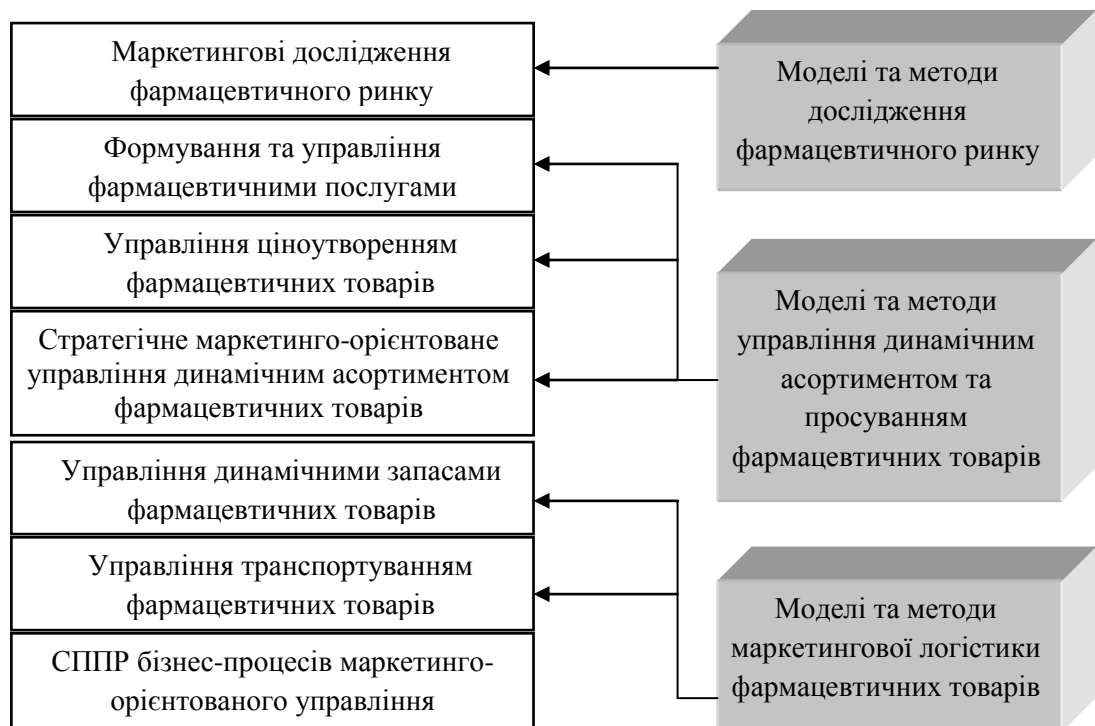 Маркетингові дослідження
фармацевтичного ринку
Формування та управління
фармацевтичними послугами
Управління ціноутворенням
фармацевтичних товарів
Стратегічне маркетинго-орієнтоване
управління динамічним асортиментом
фармацевтичних товарів
Управління динамічними запасами
фармацевтичних товарів
Управління транспортуванням
фармацевтичних товарів
СППР бізнес-процесів маркетинго-
орієнтованого управління
Моделі та методи
дослідження
фармацевтичного ринку
Моделі та методи
управління динамічним
асортиментом та
просуванням
фармацевтичних товарів
Моделі та методи
маркетингової логістики
фармацевтичних товарів